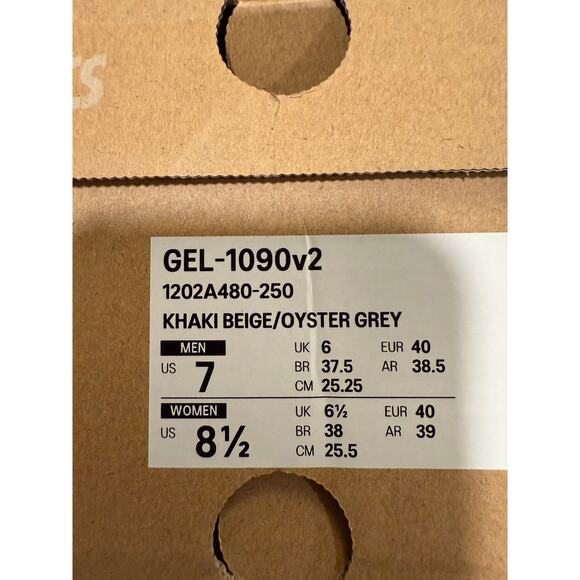 cs
GEL-1090v2
1202A480-250
KHAKI BEIGE/OYSTER GREY
MEN UK 6 EUR 40
US 7 BR 37.5 AR 38.5
CM 25.25
WOMEN UK 6½ EUR 40
US 8½ BR 38 AR 39
CM 25.5